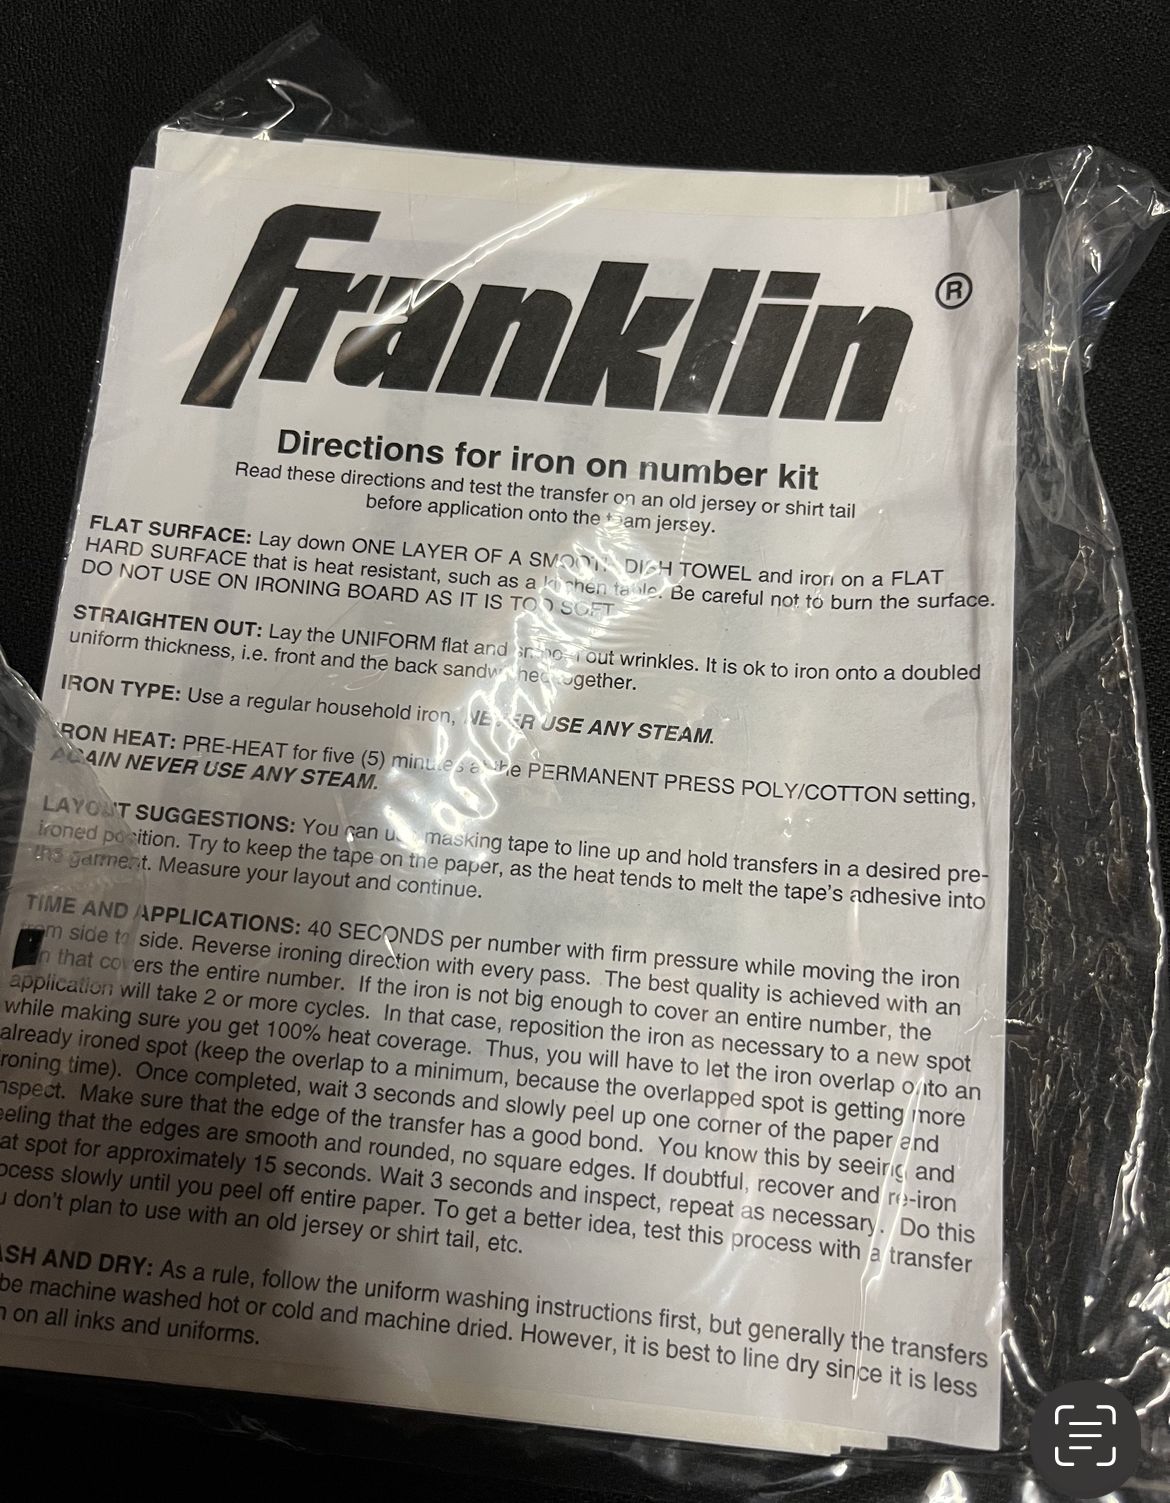 Franklin®
Directions for iron on number kit
Read these directions and test the transfer on an old jersey or shirt tail
before application onto the team jersey.
FLAT SURFACE: Lay down ONE LAYER OF A SMOOTH DISH TOWEL and iron on a FLAT
HARD SURFACE that is heat resistant, such as a kitchen table. Be careful not to burn the surface.
DO NOT USE ON IRONING BOARD AS IT IS TOO SOFT
STRAIGHTEN OUT: Lay the UNIFORM flat and smooth out wrinkles. It is ok to iron onto a doubled
uniform thickness, i.e. front and the back sandwiched together.
IRON TYPE: Use a regular household iron, NEVER USE ANY STEAM.
IRON HEAT: PRE-HEAT for five (5) minutes at the PERMANENT PRESS POLY/COTTON setting,
AGAIN NEVER USE ANY STEAM.
LAYOUT SUGGESTIONS: You can use masking tape to line up and hold transfers in a desired pre-
ironed position. Try to keep the tape on the paper, as the heat tends to melt the tape's adhesive into
the garment. Measure your layout and continue.
TIME AND APPLICATIONS: 40 SECONDS per number with firm pressure while moving the iron
from side to side. Reverse ironing direction with every pass. The best quality is achieved with an
n that covers the entire number. If the iron is not big enough to cover an entire number, the
application will take 2 or more cycles. In that case, reposition the iron as necessary to a new spot
while making sure you get 100% heat coverage. Thus, you will have to let the iron overlap onto an
already ironed spot (keep the overlap to a minimum, because the overlapped spot is getting more
roning time). Once completed, wait 3 seconds and slowly peel up one corner of the paper and
nspect. Make sure that the edge of the transfer has a good bond. You know this by seeing and
eeling that the edges are smooth and rounded, no square edges. If doubtful, recover and re-iron
at spot for approximately 15 seconds. Wait 3 seconds and inspect, repeat as necessary. Do this
ocess slowly until you peel off entire paper. To get a better idea, test this process with a transfer
u don't plan to use with an old jersey or shirt tail, etc.
ASH AND DRY: As a rule, follow the uniform washing instructions first, but generally the transfers
be machine washed hot or cold and machine dried. However, it is best to line dry since it is less
n on all inks and uniforms.